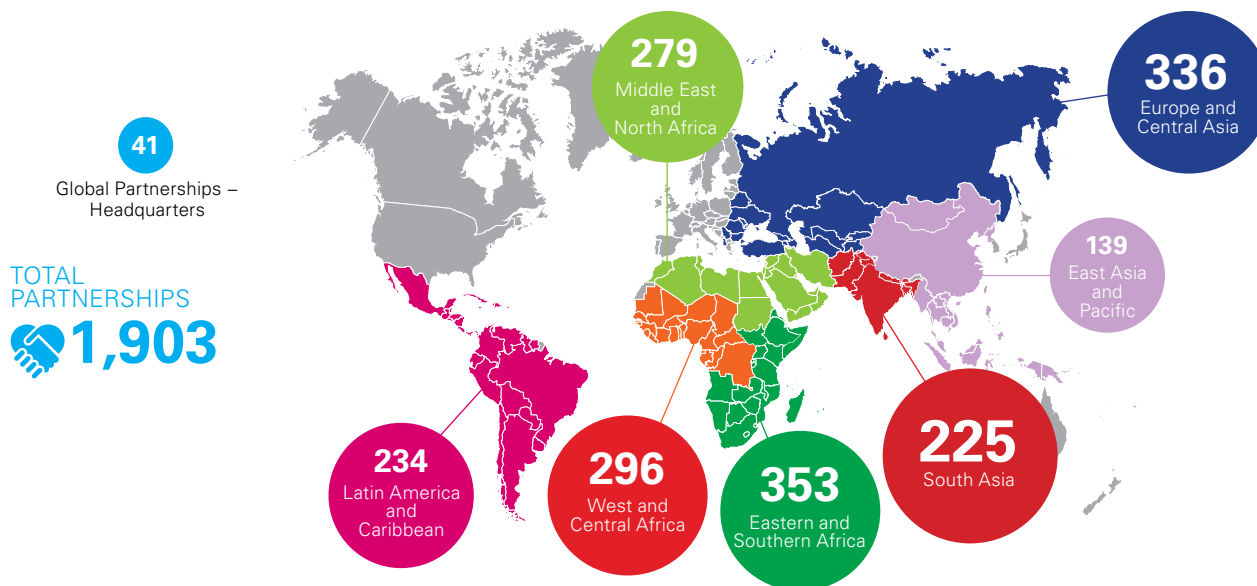 279
Middle East
and
North Africa
336
Europe and
Central Asia
41
Global Partnerships –
Headquarters
139
East Asia
and
Pacific
TOTAL
PARTNERSHIPS
1,903
234
Latin America
and
Caribbean
296
West and
Central Africa
353
Eastern and
Southern Africa
225
South Asia